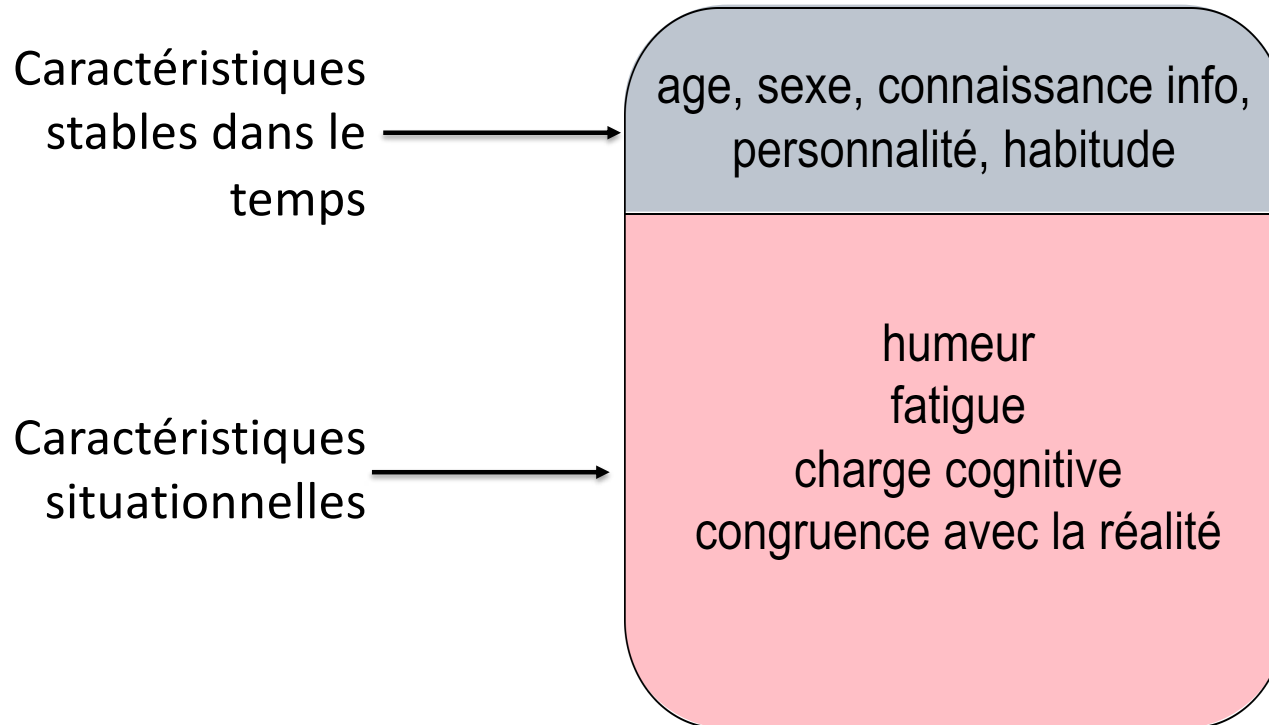 Caractéristiques
stables dans le
temps
age, sexe, connaissance info,
personnalité, habitude
Caractéristiques
situationnelles
humeur
fatigue
charge cognitive
congruence avec la réalité